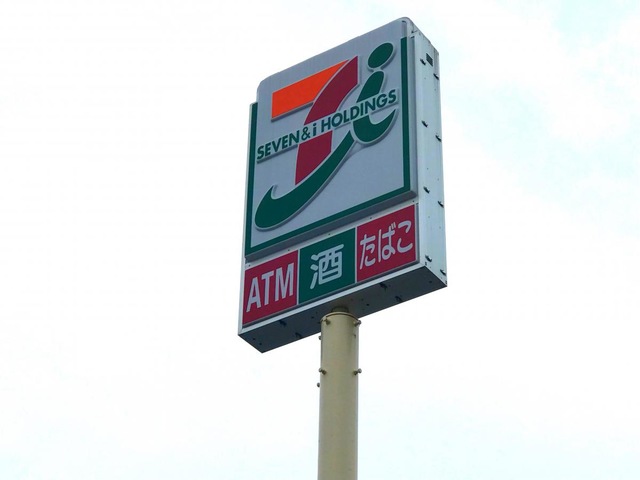 SEVEN & i HOLDINGS
ATM 酒 たばこ